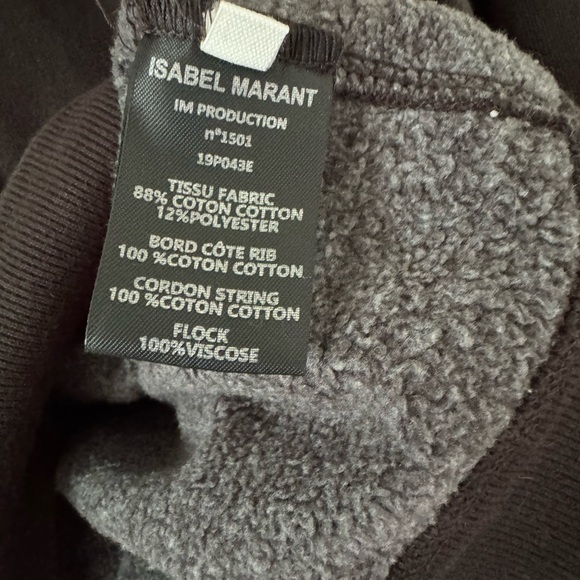 ISABEL MARANT
IM PRODUCTION
n°1501
19P043E
TISSU FABRIC
88% COTON COTTON
12%POLYESTER
BORD CÔTE RIB
100 %COTON COTTON
CORDON STRING
100 %COTON COTTON
FLOCK
100%VISCOSE